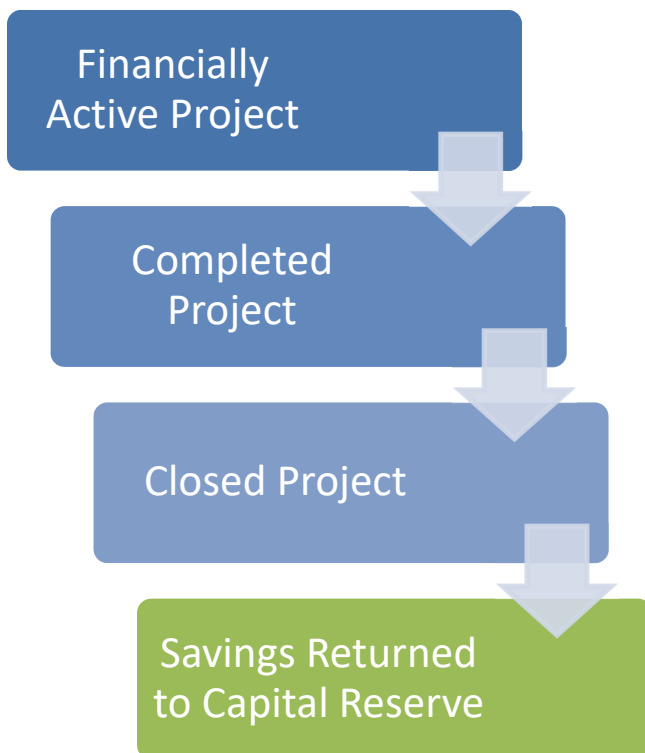 Financially
Active Project
Completed
Project
Closed Project
Savings Returned
to Capital Reserve